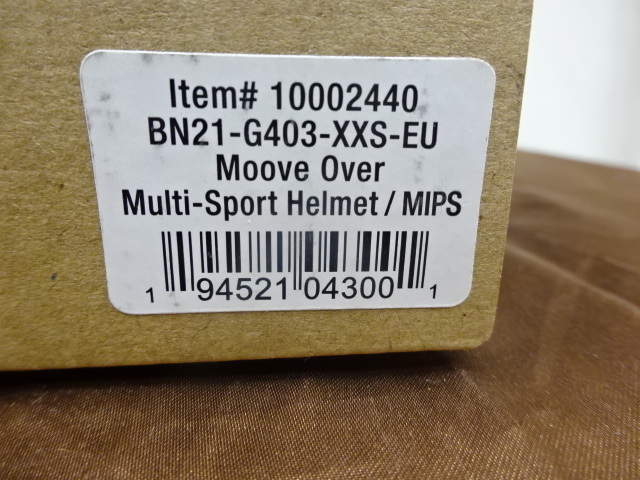 Item# 10002440
BN21-G403-XXS-EU
Moove Over
Multi-Sport Helmet / MIPS
1 94521 04300 1